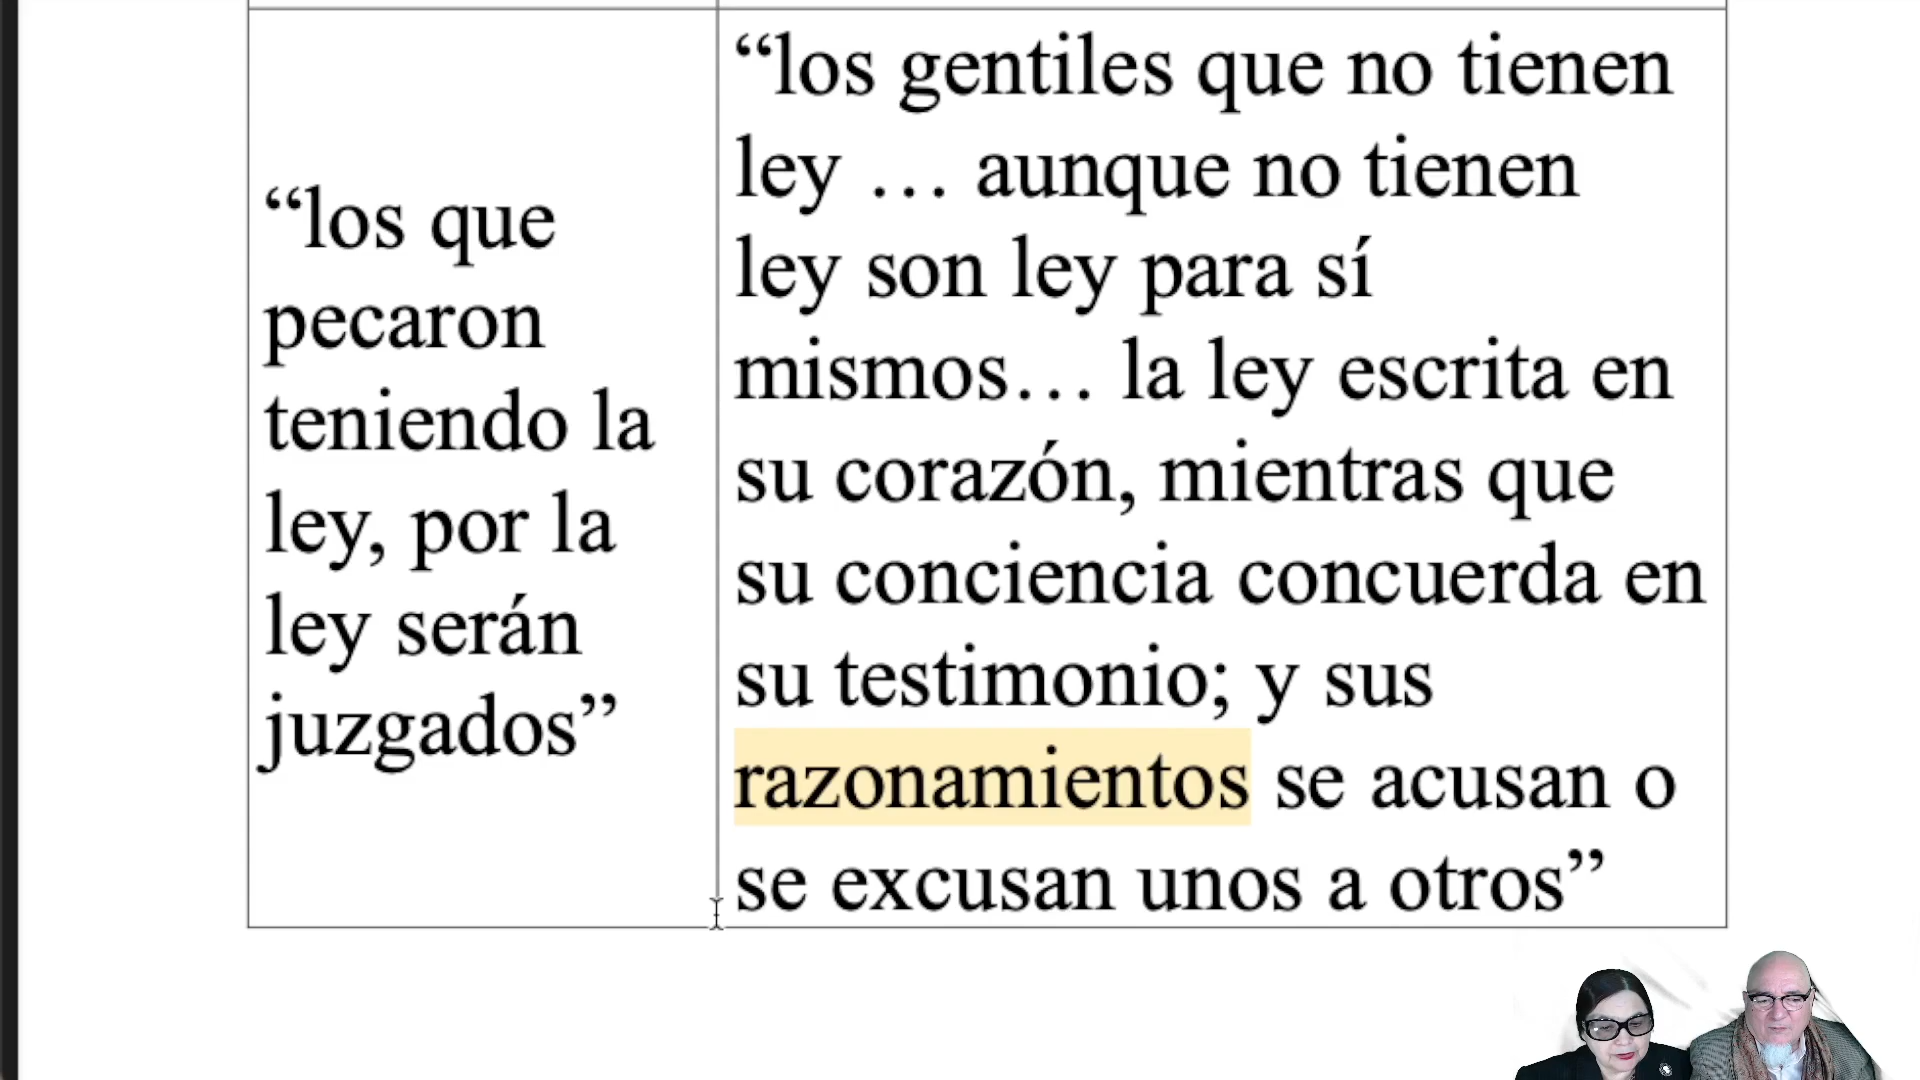 “los que
pecaron
teniendo la
ley, por la
ley serán
juzgados”
“los gentiles que no tienen
ley … aunque no tienen
ley son ley para sí
mismos… la ley escrita en
su corazón, mientras que
su conciencia concuerda en
su testimonio; y sus
razonamientos se acusan o
se excusan unos a otros”